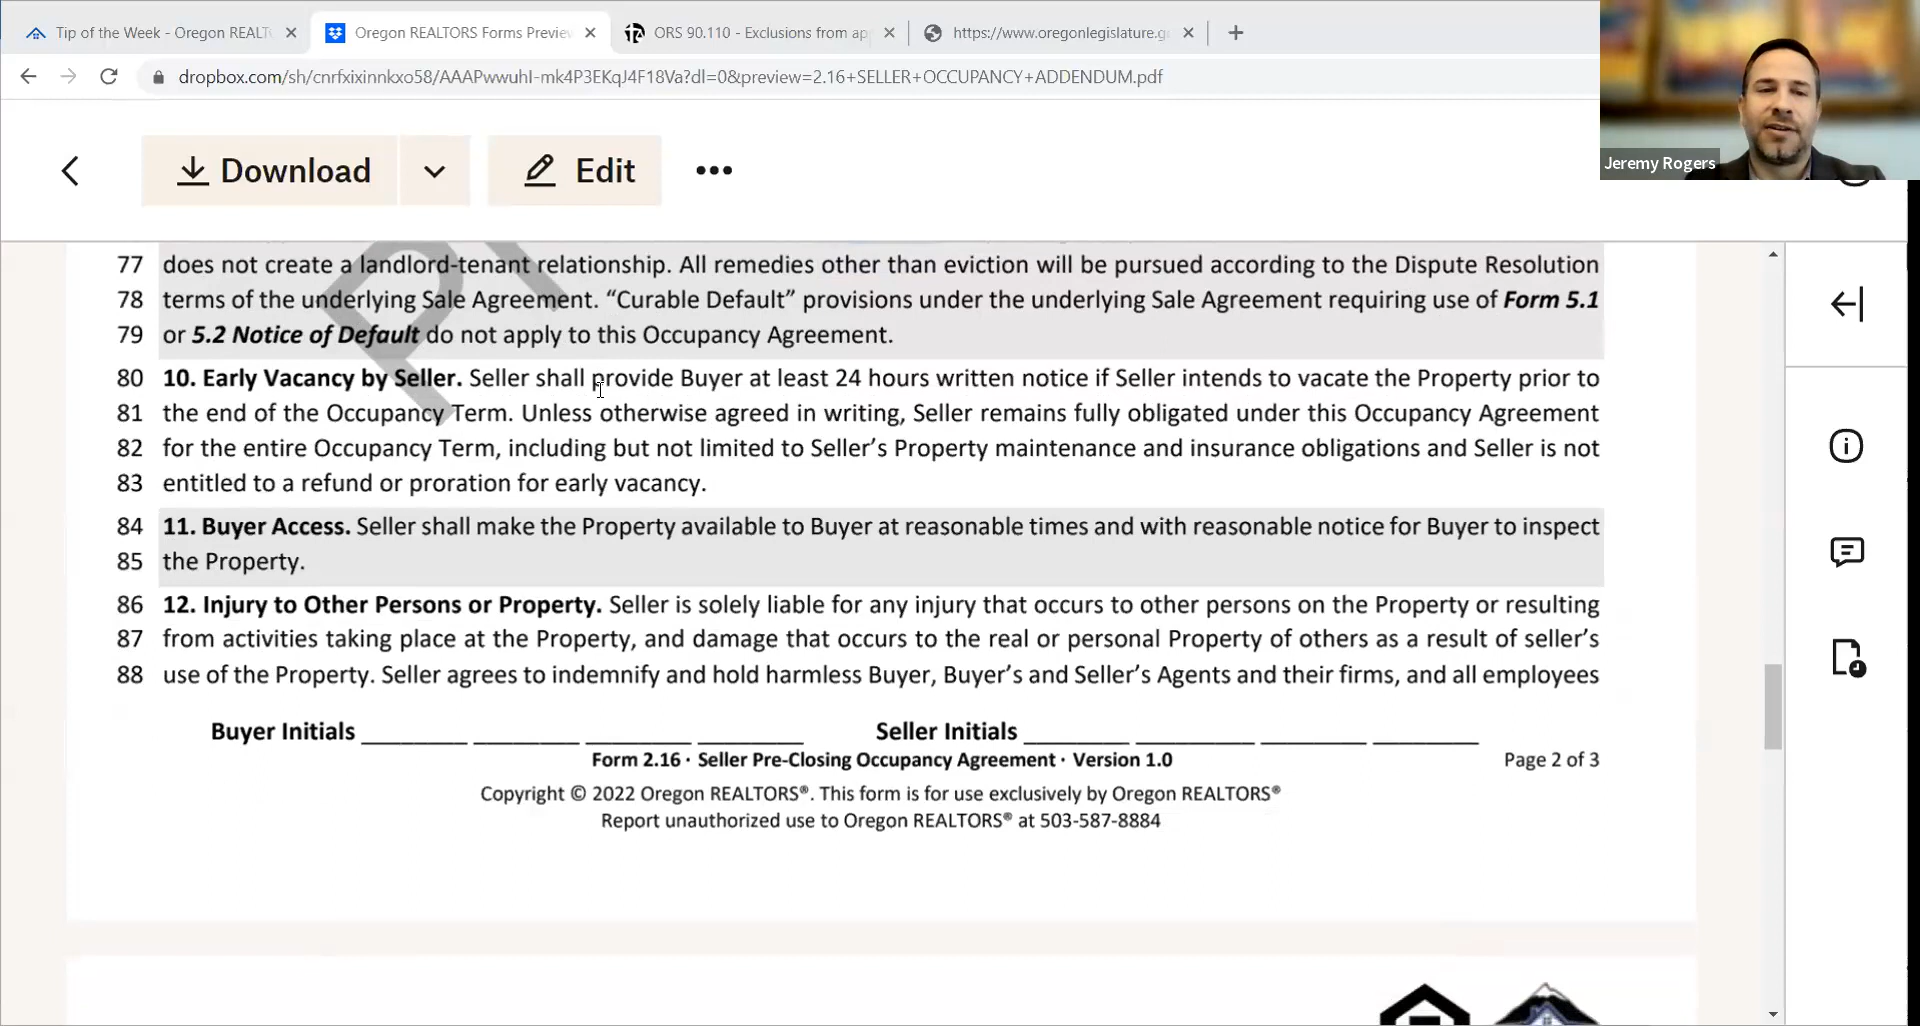 Tip of the Week - Oregon REALT
Oregon REALTORS Forms Previe
ORS 90.110 - Exclusions from ap
https://www.oregonlegislature.g
dropbox.com/sh/cnrfxixinnkxo58/AAAPwwuhI-mk4P3EKqJ4F18Va?dl=0&preview=2.16+SELLER+OCCUPANCY+ADDENDUM.pdf
Jeremy Rogers
Download
Edit
77 does not create a landlord-tenant relationship. All remedies other than eviction will be pursued according to the Dispute Resolution
78 terms of the underlying Sale Agreement. “Curable Default” provisions under the underlying Sale Agreement requiring use of Form 5.1
79 or 5.2 Notice of Default do not apply to this Occupancy Agreement.
80 10. Early Vacancy by Seller. Seller shall provide Buyer at least 24 hours written notice if Seller intends to vacate the Property prior to
81 the end of the Occupancy Term. Unless otherwise agreed in writing, Seller remains fully obligated under this Occupancy Agreement
82 for the entire Occupancy Term, including but not limited to Seller’s Property maintenance and insurance obligations and Seller is not
83 entitled to a refund or proration for early vacancy.
84 11. Buyer Access. Seller shall make the Property available to Buyer at reasonable times and with reasonable notice for Buyer to inspect
85 the Property.
86 12. Injury to Other Persons or Property. Seller is solely liable for any injury that occurs to other persons on the Property or resulting
87 from activities taking place at the Property, and damage that occurs to the real or personal Property of others as a result of seller’s
88 use of the Property. Seller agrees to indemnify and hold harmless Buyer, Buyer’s and Seller’s Agents and their firms, and all employees
Buyer Initials ________ ________ ________ ________ Seller Initials ________ ________ ________ ________
Form 2.16 · Seller Pre-Closing Occupancy Agreement · Version 1.0
Page 2 of 3
Copyright © 2022 Oregon REALTORS®. This form is for use exclusively by Oregon REALTORS®
Report unauthorized use to Oregon REALTORS® at 503-587-8884